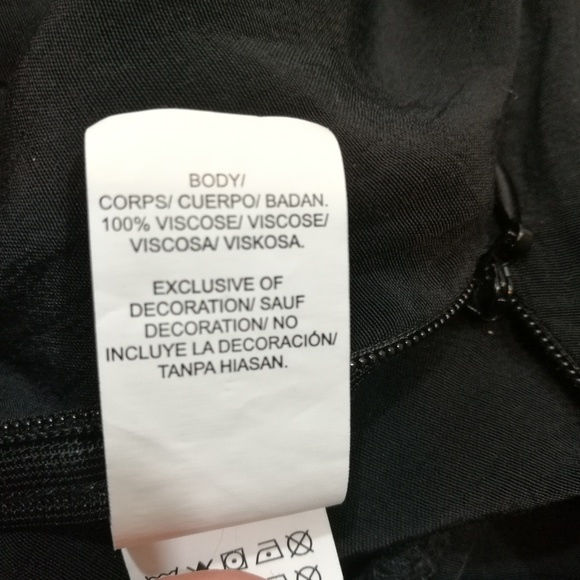 BODY/
CORPS/ CUERPO/ BADAN.
100% VISCOSE/ VISCOSE/
VISCOSA/ VISKOSA.
EXCLUSIVE OF
DECORATION/ SAUF
DECORATION/ NO
INCLUYE LA DECORACIÓN/
TANPA HIASAN.